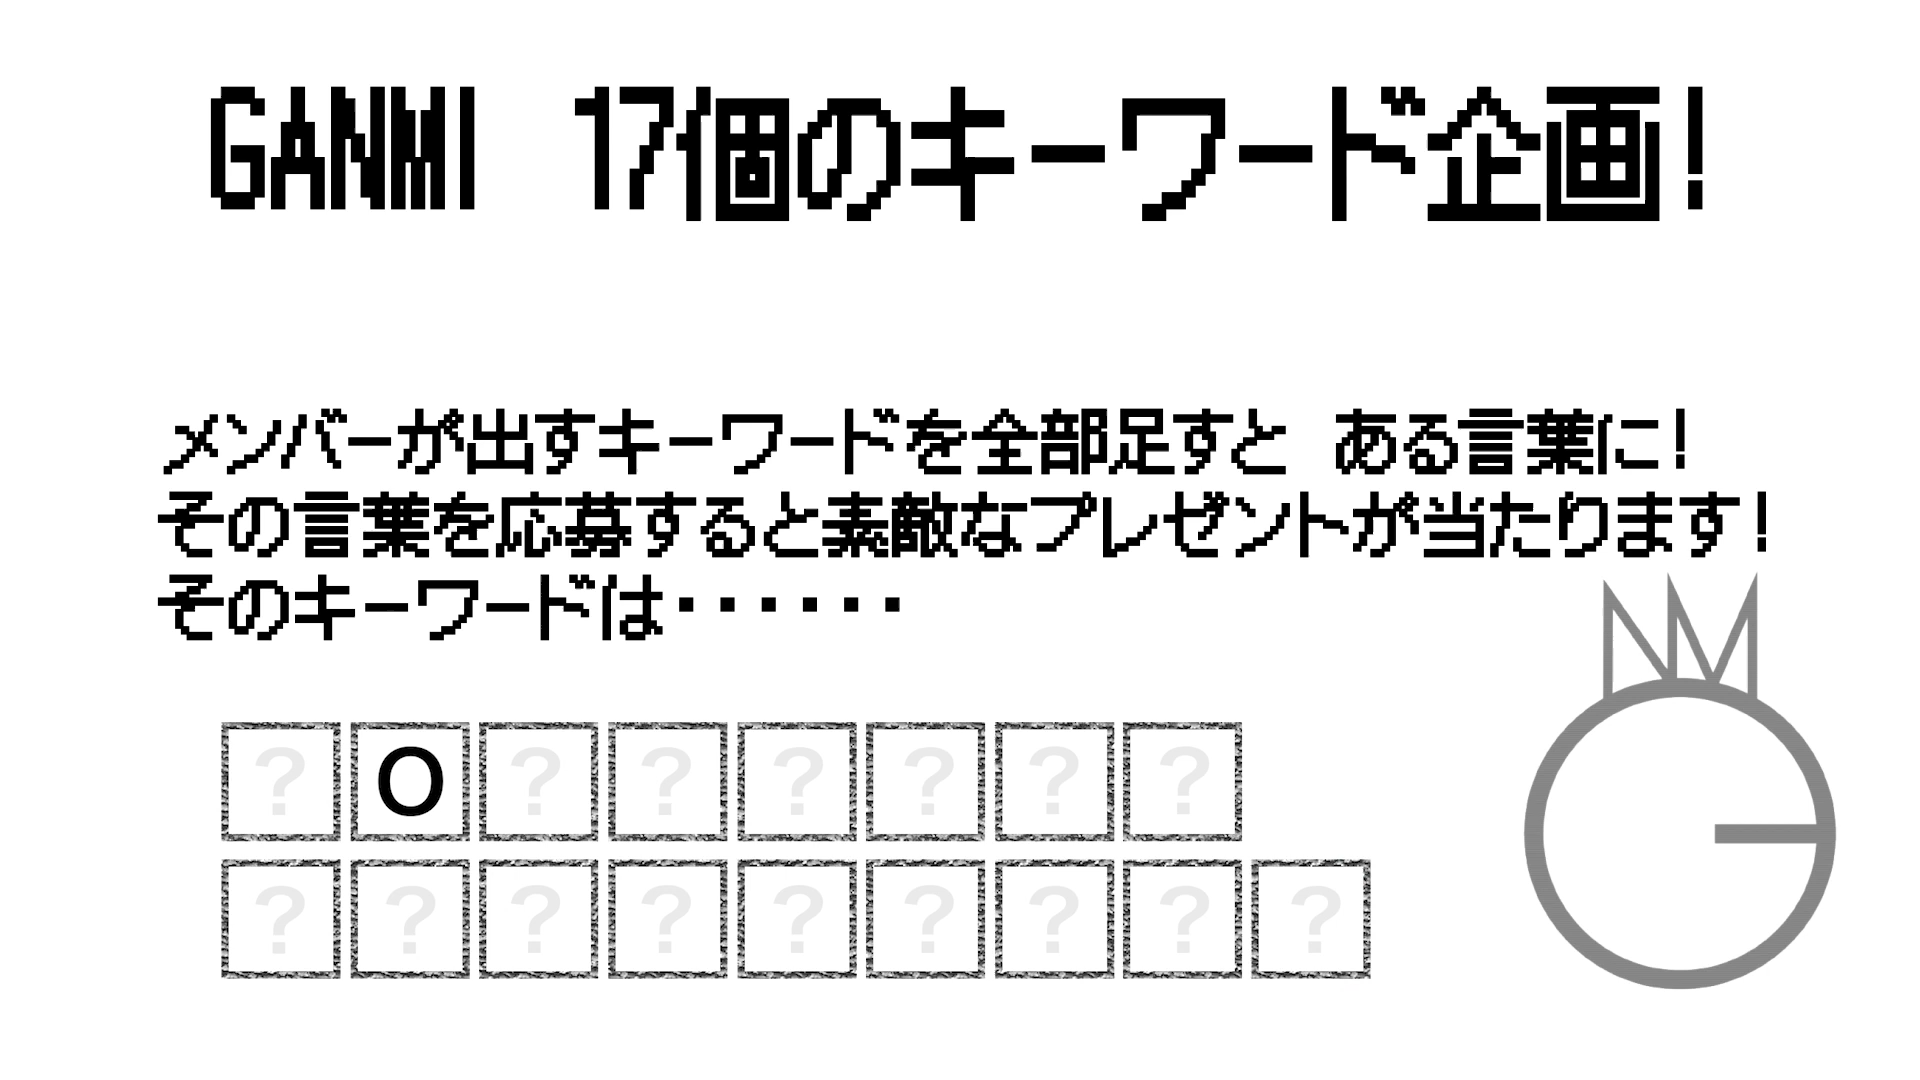 GANMI 17個のキーワード企画!
メンバーが出すキーワードを全部足すと ある言葉に!
その言葉を応募すると素敵なプレゼントが当たります!
そのキーワードは・・・・・・
? O ? ? ? ? ? ?
? ? ? ? ? ? ? ? ?
NM
G